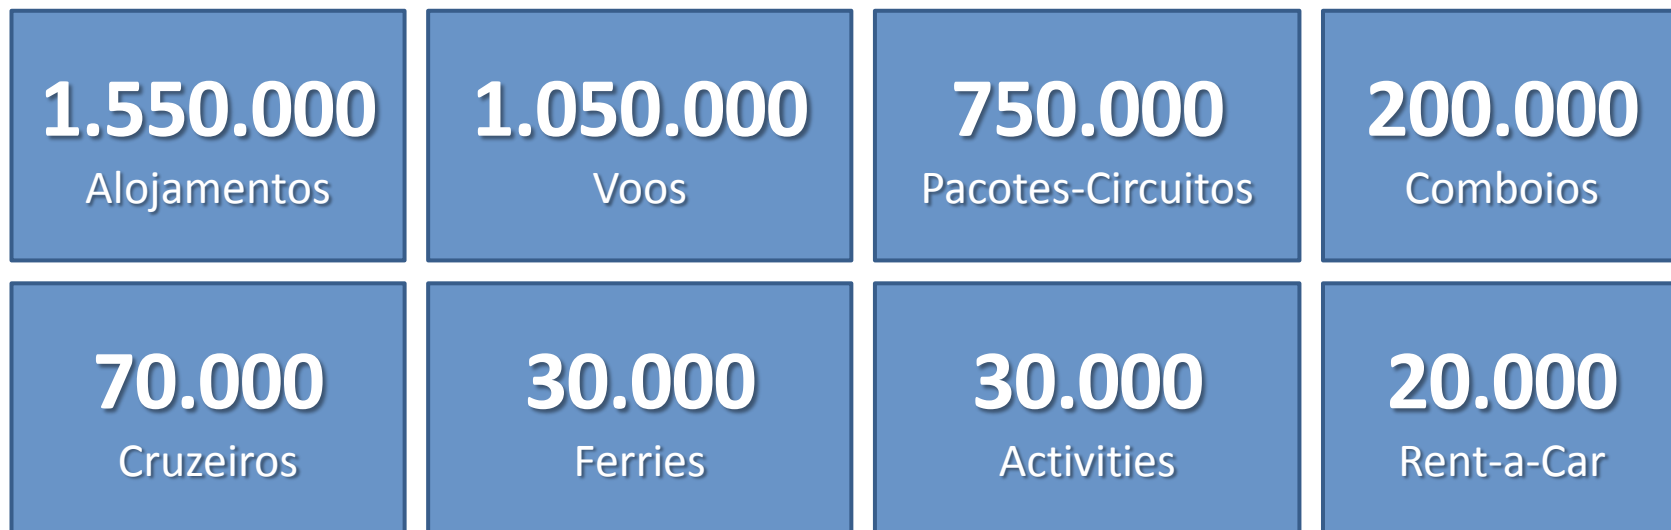 1.550.000
Alojamentos
1.050.000
Voos
750.000
Pacotes-Circuitos
200.000
Comboios
70.000
Cruzeiros
30.000
Ferries
30.000
Activities
20.000
Rent-a-Car